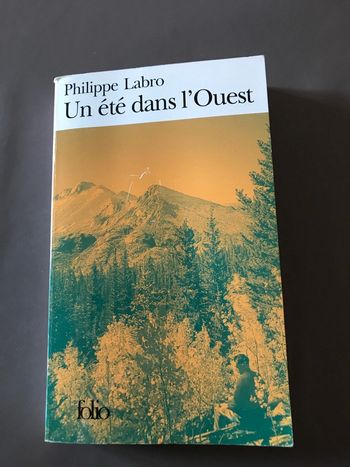 Philippe Labro
Un été dans l'Ouest
folio